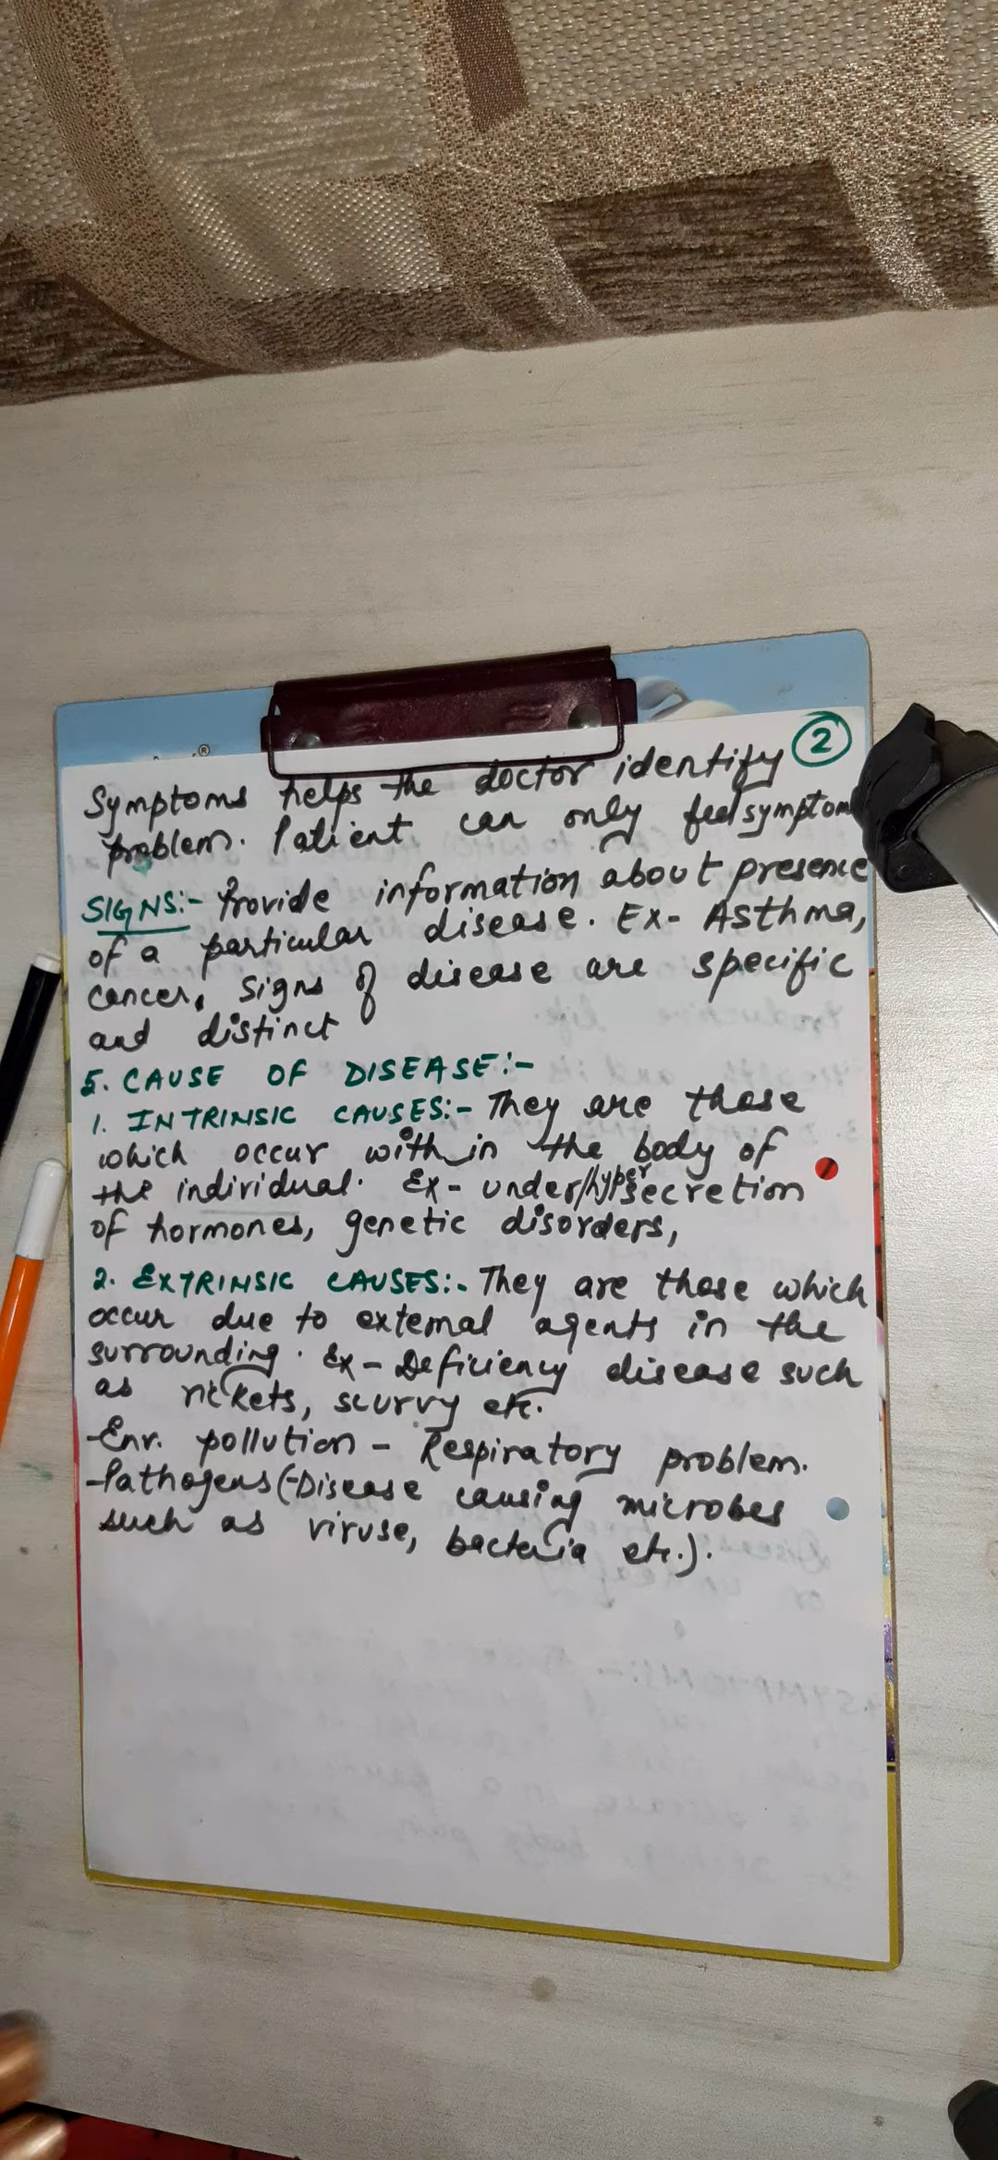 2
Symptoms helps the doctor identify
problem. Patient can only feel symptom
SIGNS:- Provide information about presence
of a particular disease. Ex- Asthma,
cancer, signs of disease are specific
and distinct
5. CAUSE OF DISEASE:-
1. INTRINSIC CAUSES:- They are those
which occur within the body of
the individual. Ex- under/hypersecretion
of hormones, genetic disorders,
2. EXTRINSIC CAUSES:- They are those which
occur due to external agents in the
surrounding. Ex- Deficiency disease such
as rickets, scurvy etc.
-Env. pollution - Respiratory problem.
-Pathogens(-Disease causing microbes
such as viruse, bacteria etc.).